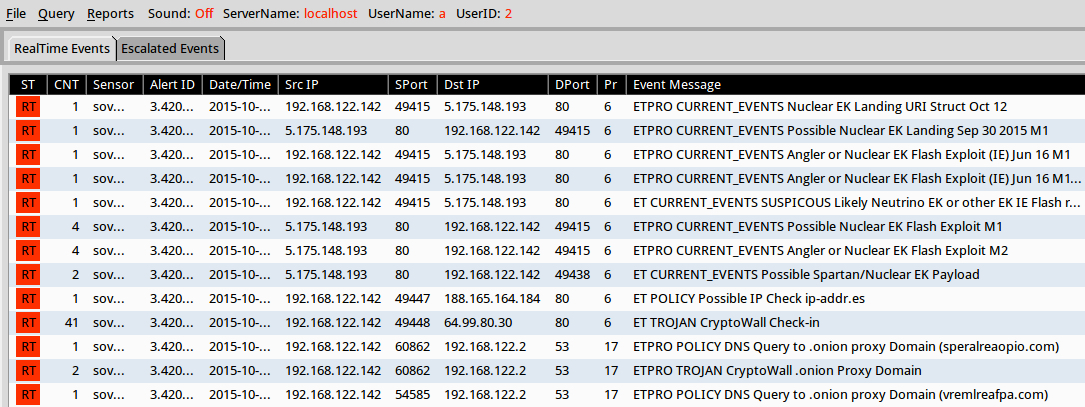 File Query Reports Sound: Off ServerName: localhost UserName: a UserID: 2
RealTime Events Escalated Events
ST CNT Sensor Alert ID Date/Time Src IP SPort Dst IP DPort Pr Event Message
RT 1 sov... 3.420... 2015-10-... 192.168.122.142 49415 5.175.148.193 80 6 ETPRO CURRENT_EVENTS Nuclear EK Landing URI Struct Oct 12
RT 1 sov... 3.420... 2015-10-... 5.175.148.193 80 192.168.122.142 49415 6 ETPRO CURRENT_EVENTS Possible Nuclear EK Landing Sep 30 2015 M1
RT 1 sov... 3.420... 2015-10-... 192.168.122.142 49415 5.175.148.193 80 6 ETPRO CURRENT_EVENTS Angler or Nuclear EK Flash Exploit (IE) Jun 16 M1
RT 1 sov... 3.420... 2015-10-... 192.168.122.142 49415 5.175.148.193 80 6 ETPRO CURRENT_EVENTS Angler or Nuclear EK Flash Exploit (IE) Jun 16 M1...
RT 1 sov... 3.420... 2015-10-... 192.168.122.142 49415 5.175.148.193 80 6 ET CURRENT_EVENTS SUSPICOUS Likely Neutrino EK or other EK IE Flash r...
RT 4 sov... 3.420... 2015-10-... 5.175.148.193 80 192.168.122.142 49415 6 ETPRO CURRENT_EVENTS Possible Nuclear EK Flash Exploit M1
RT 4 sov... 3.420... 2015-10-... 5.175.148.193 80 192.168.122.142 49415 6 ETPRO CURRENT_EVENTS Angler or Nuclear EK Flash Exploit M2
RT 2 sov... 3.420... 2015-10-... 5.175.148.193 80 192.168.122.142 49438 6 ET CURRENT_EVENTS Possible Spartan/Nuclear EK Payload
RT 1 sov... 3.420... 2015-10-... 192.168.122.142 49447 188.165.164.184 80 6 ET POLICY Possible IP Check ip-addr.es
RT 41 sov... 3.420... 2015-10-... 192.168.122.142 49448 64.99.80.30 80 6 ET TROJAN CryptoWall Check-in
RT 1 sov... 3.420... 2015-10-... 192.168.122.142 60862 192.168.122.2 53 17 ETPRO POLICY DNS Query to .onion proxy Domain (speralreaopio.com)
RT 2 sov... 3.420... 2015-10-... 192.168.122.142 60862 192.168.122.2 53 17 ETPRO TROJAN CryptoWall .onion Proxy Domain
RT 1 sov... 3.420... 2015-10-... 192.168.122.142 54585 192.168.122.2 53 17 ETPRO POLICY DNS Query to .onion proxy Domain (vremlreafpa.com)